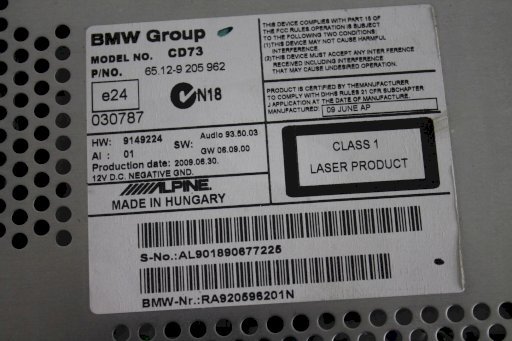 BMW Group
MODEL NO. CD73
P/NO. 65.12-9 205 962
e24
N18
030787
HW: 9149224 SW: Audio 93.50.03
AI: 01 GW 06.09.00
Production date: 2009.06.30.
12V D.C. NEGATIVE GND.
ALPINE.
MADE IN HUNGARY
THIS DEVICE COMPLIES WITH PART 15 OF
THE FCC RULES OPERATION IS SUBJECT
TO THE FOLLOWING TWO CONDITIONS:
(1)THIS DEVICE MAY NOT CAUSE HARMFUL
INTERFERENCE
(2)THIS DEVICE MUST ACCEPT ANY INTER FERENCE
RECEIVED INCLUDING INTERFERENCE
THAT MAY CAUSE UNDESIRED OPERATION.
PRODUCT IS CERTIFIED BY THEMANUFACTURER
TO COMPLY WITH DHHS RULES 21 CFR SUBCHAPTER
J APPLICATION AT THE DATE OF MANUFACTURE.
MANUFACTURED. 09 JUNE AP
CLASS 1
LASER PRODUCT
S-No.:AL901890677225
BMW-Nr.:RA920596201N